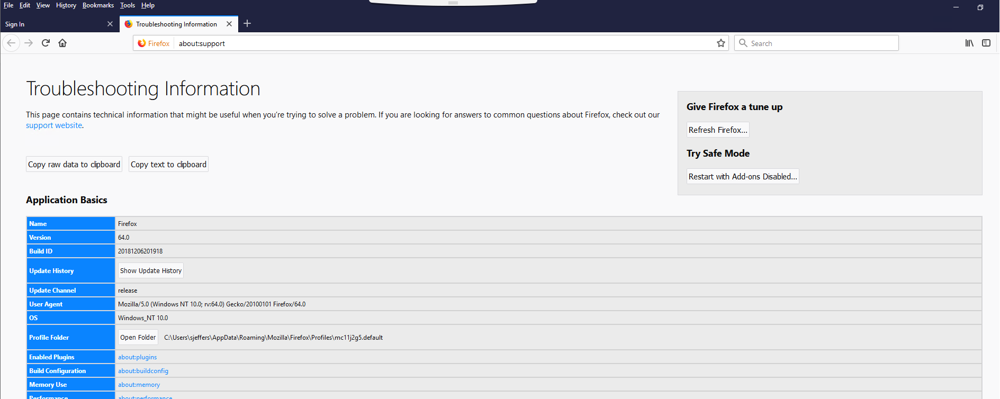 File Edit View History Bookmarks Tools Help
Sign In
Troubleshooting Information
Firefox about:support
Search
Troubleshooting Information
This page contains technical information that might be useful when you're trying to solve a problem. If you are looking for answers to common questions about Firefox, check out our
support website.
Copy raw data to clipboard Copy text to clipboard
Give Firefox a tune up
Refresh Firefox...
Try Safe Mode
Restart with Add-ons Disabled...
Application Basics
Name Firefox
Version 64.0
Build ID 20181206201918
Update History Show Update History
Update Channel release
User Agent Mozilla/5.0 (Windows NT 10.0; rv:64.0) Gecko/20100101 Firefox/64.0
OS Windows_NT 10.0
Profile Folder Open Folder C:\Users\sjeffers\AppData\Roaming\Mozilla\Firefox\Profiles\mc11j2g5.default
Enabled Plugins about:plugins
Build Configuration about:buildconfig
Memory Use about:memory
Performance about:performance